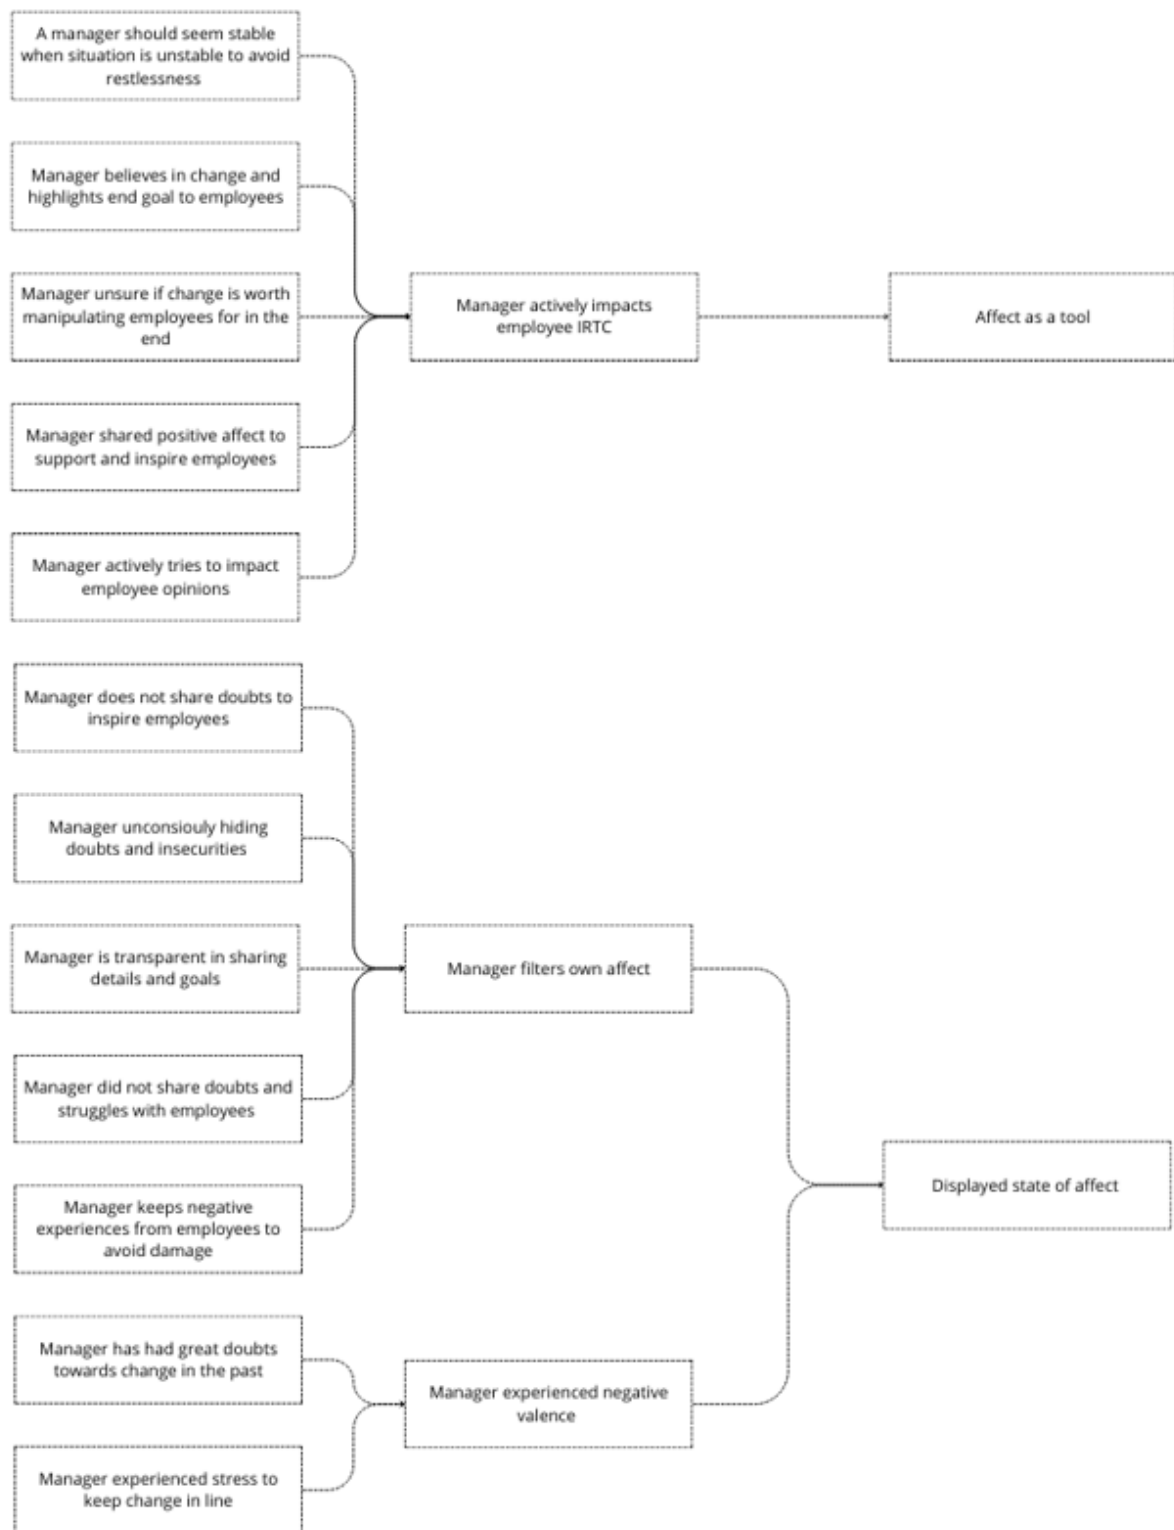 A manager should seem stable
when situation is unstable to avoid
restlessness
Manager believes in change and
highlights end goal to employees
Manager unsure if change is worth
manipulating employees for in the
end
Manager actively impacts
employee IRTC
Affect as a tool
Manager shared positive affect to
support and inspire employees
Manager actively tries to impact
employee opinions
Manager does not share doubts to
inspire employees
Manager unconsiouly hiding
doubts and insecurities
Manager is transparent in sharing
details and goals
Manager filters own affect
Manager did not share doubts and
struggles with employees
Manager keeps negative
experiences from employees to
avoid damage
Displayed state of affect
Manager has had great doubts
towards change in the past
Manager experienced negative
valence
Manager experienced stress to
keep change in line